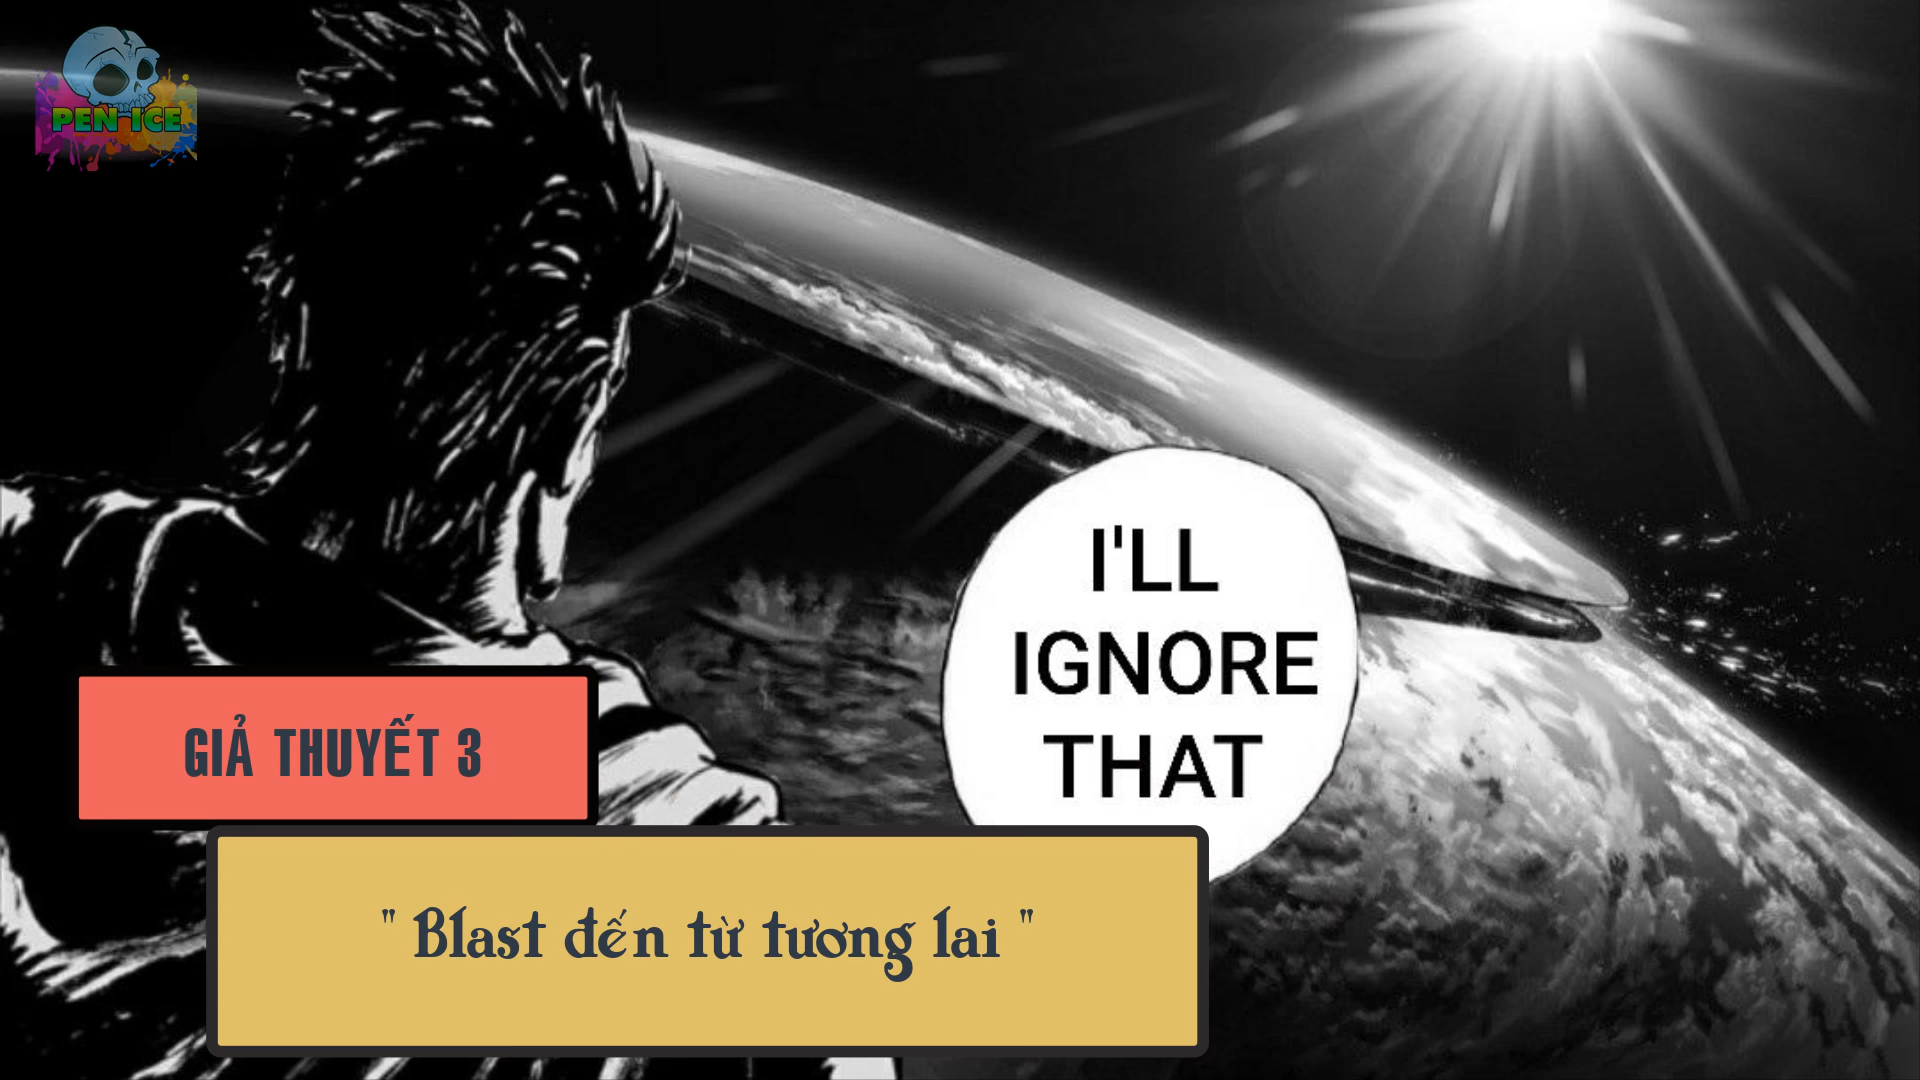 PEN ICE
I'LL
IGNORE
THAT
GIẢ THUYẾT 3
" Blast đến từ tương lai "